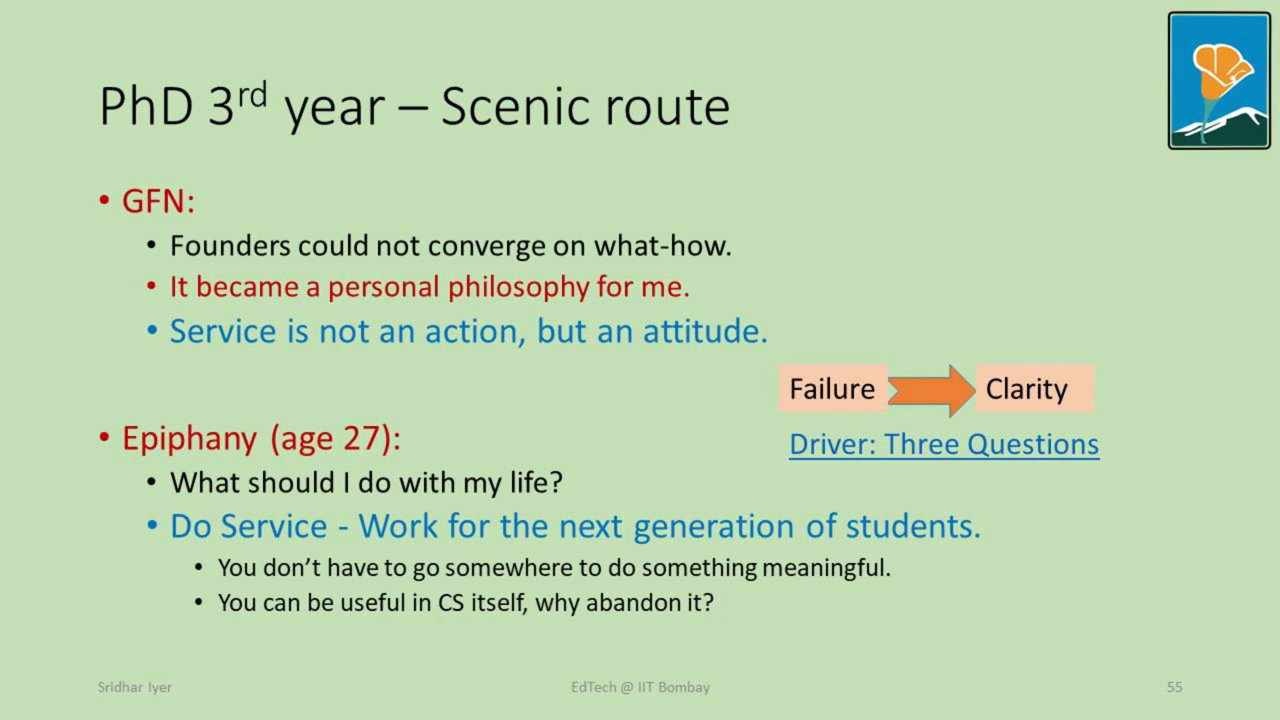 PhD 3rd year – Scenic route
• GFN:
• Founders could not converge on what-how.
• It became a personal philosophy for me.
• Service is not an action, but an attitude.
Failure Clarity
Driver: Three Questions
• Epiphany (age 27):
• What should I do with my life?
• Do Service - Work for the next generation of students.
• You don’t have to go somewhere to do something meaningful.
• You can be useful in CS itself, why abandon it?
Sridhar Iyer EdTech @ IIT Bombay 55